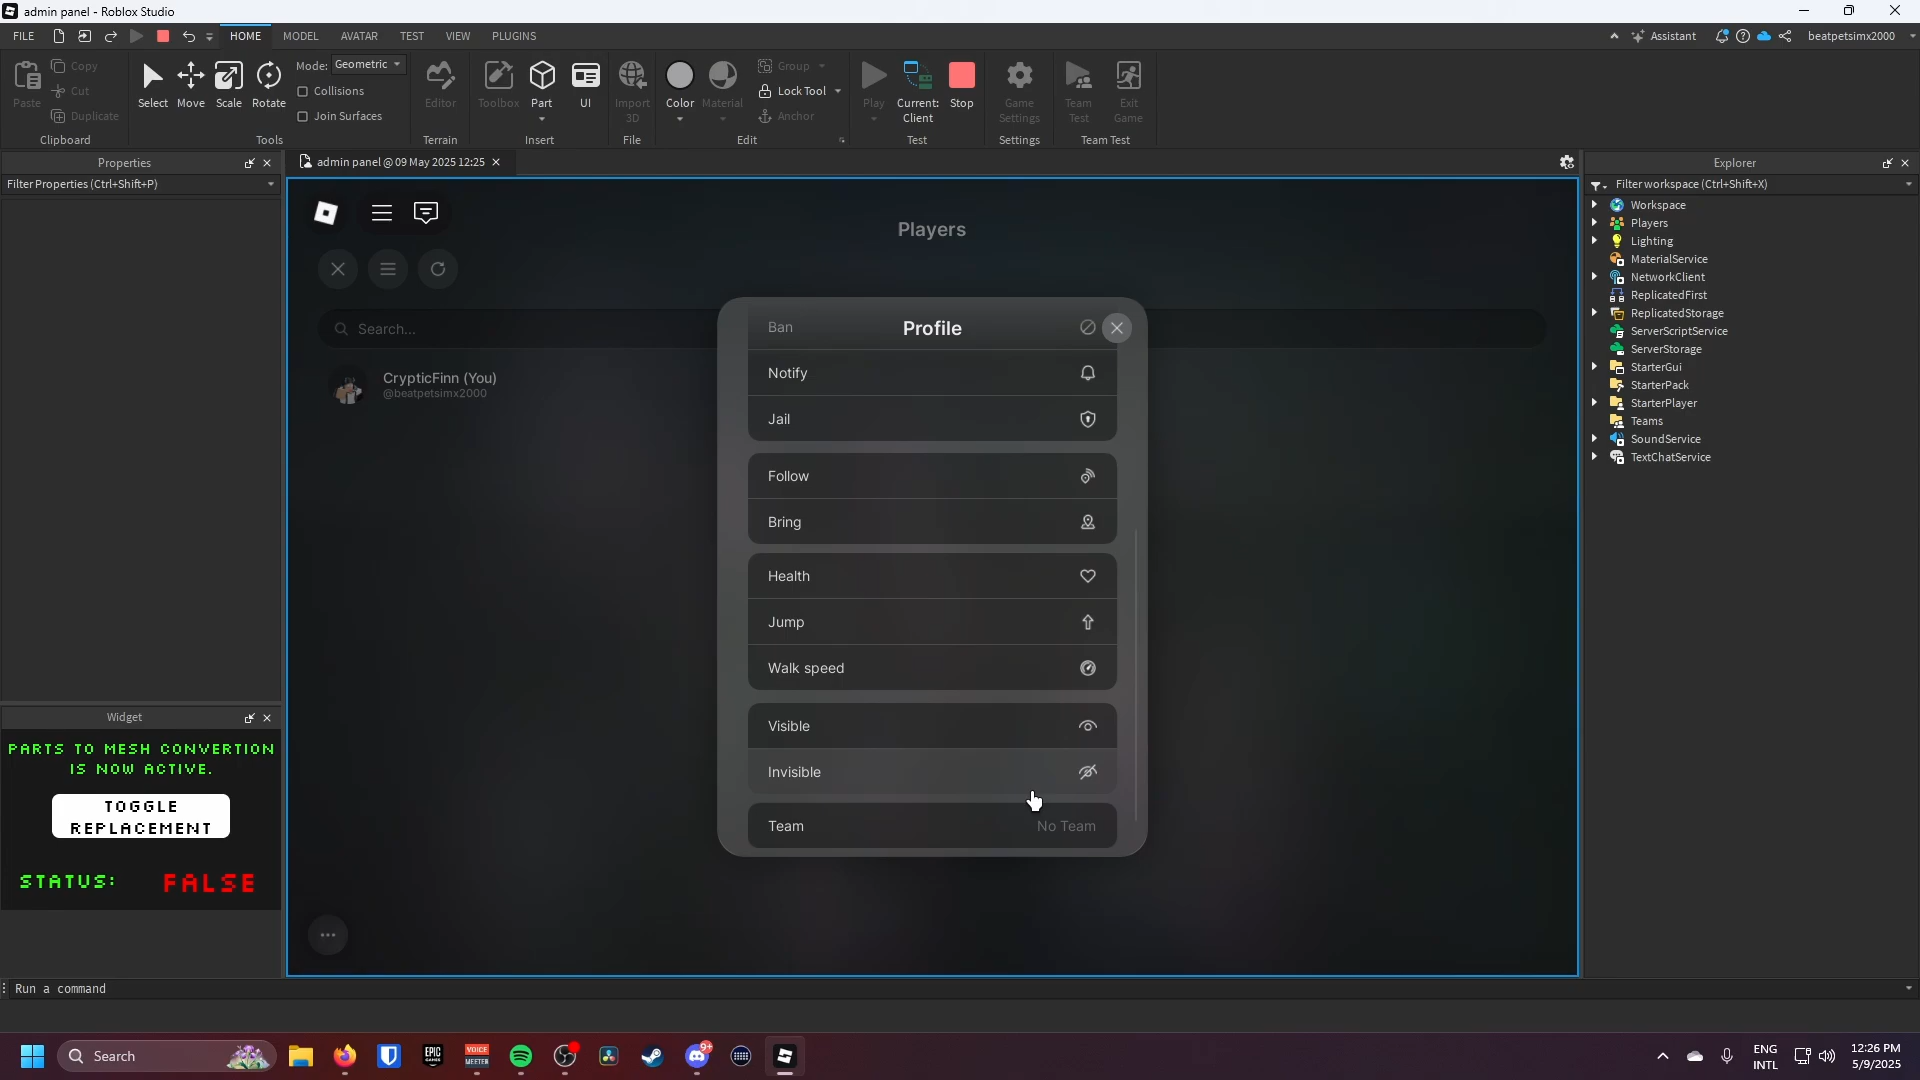 admin panel - Roblox Studio
FILE
HOME
MODEL
AVATAR
TEST
VIEW
PLUGINS
Assistant
beatpetsimx2000
Paste
Copy
Cut
Duplicate
Clipboard
Select
Move
Scale
Rotate
Mode: Geometric
Collisions
Join Surfaces
Tools
Editor
Terrain
Toolbox
Part
UI
Insert
Import
3D
File
Color
Material
Group
Lock Tool
Anchor
Edit
Play
Current:
Client
Stop
Test
Game
Settings
Settings
Team
Test
Exit
Game
Team Test
Properties
Filter Properties (Ctrl+Shift+P)
admin panel @ 09 May 2025 12:25
Explorer
Filter workspace (Ctrl+Shift+X)
Workspace
Players
Lighting
MaterialService
NetworkClient
ReplicatedFirst
ReplicatedStorage
ServerScriptService
ServerStorage
StarterGui
StarterPack
StarterPlayer
Teams
SoundService
TextChatService
Players
Search...
CrypticFinn (You)
@beatpetsimx2000
Ban
Profile
Notify
Jail
Follow
Bring
Health
Jump
Walk speed
Visible
Invisible
Team
No Team
Widget
PARTS TO MESH CONVERTION
IS NOW ACTIVE.
TOGGLE
REPLACEMENT
STATUS:
FALSE
Run a command
Search
EPIC
GAMES
VOICE
MEETER
9+
ENG
INTL
12:26 PM
5/9/2025